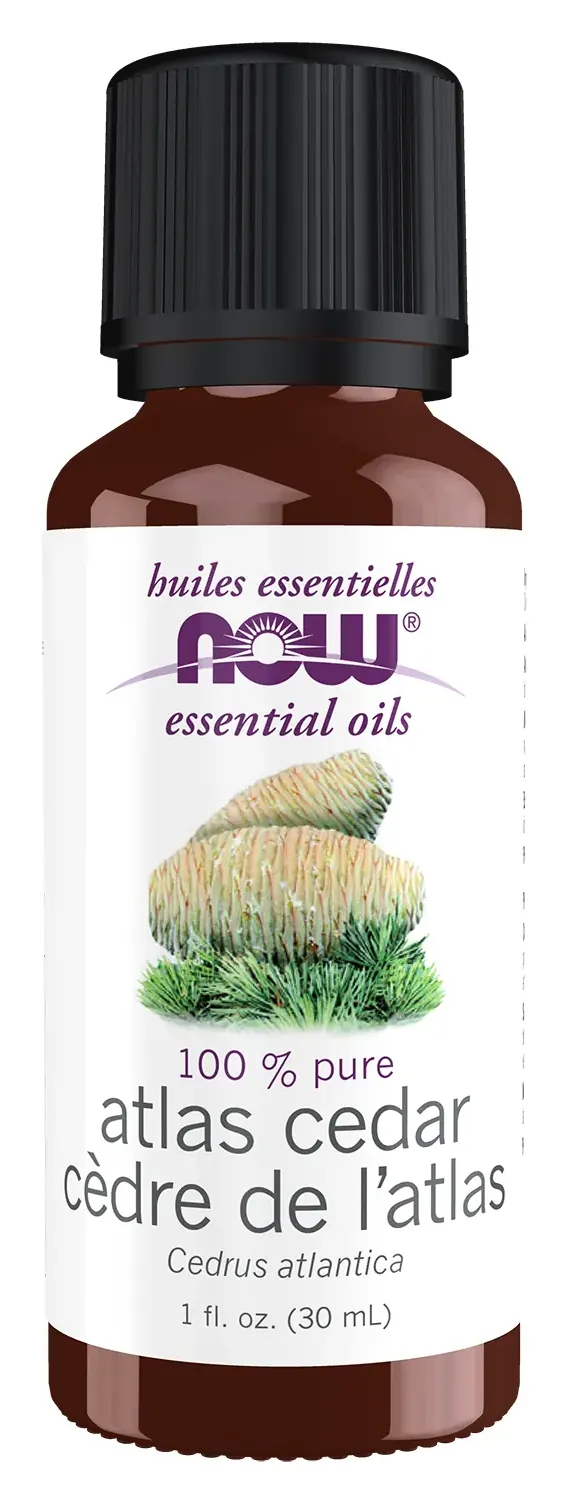 huiles essentielles
now®
essential oils
100 % pure
atlas cedar
cèdre de l'atlas
Cedrus atlantica
1 fl. oz. (30 mL)